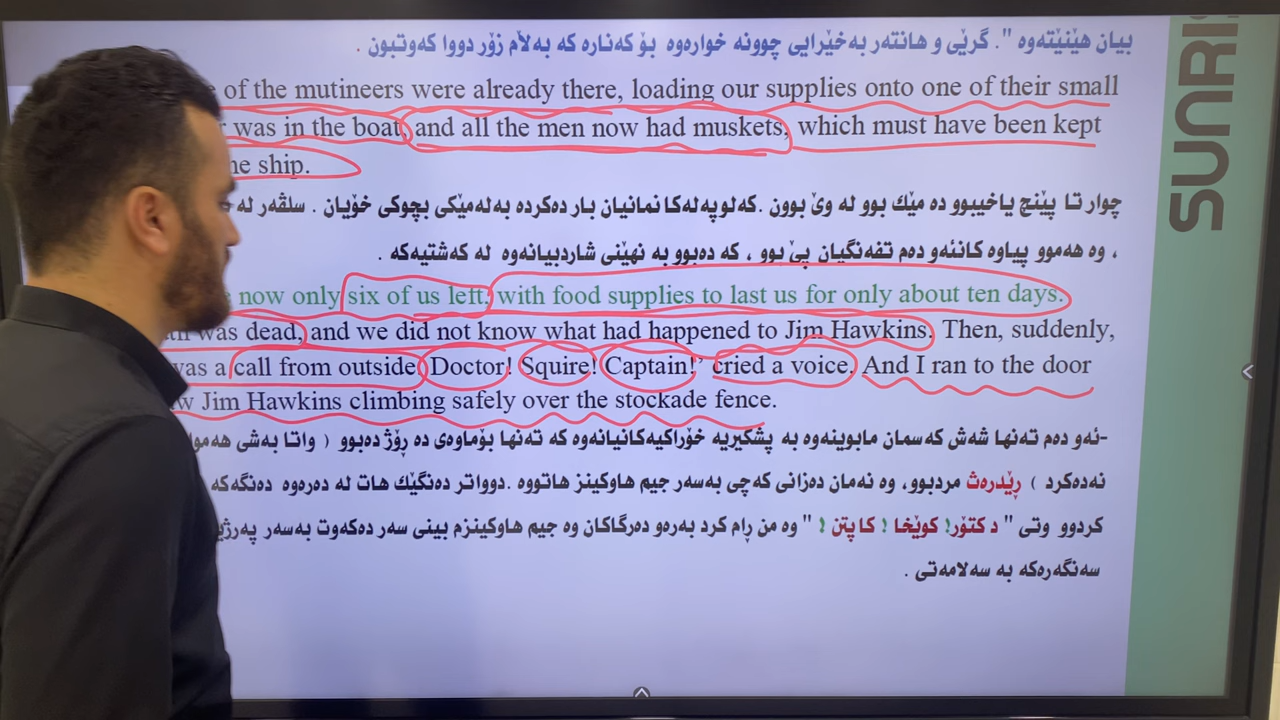 بیان هێنێتەوە ". گرێی و هانتەر بەخێرایی چوونە خوارەوە بۆ کەنارە کە بەلام زۆر دووا کەوتبون .
of the mutineers were already there, loading our supplies onto one of their small
was in the boat, and all the men now had muskets, which must have been kept
ship.
چوار تا پێنج یاخیبوو دە مێك بوو لە وێ بوون .کەلوپەلەکا نمانیان بار دەکردە بەلەمێکی بچوکی خۆیان . سلڤەر لە
، وە هەموو پیاوە کانئەو دەم تفەنگیان پێ بوو ، کە دەبوو بە نهێنی شاردبیانەوە لە کەشتیەکە .
now only six of us left, with food supplies to last us for only about ten days.
was dead, and we did not know what had happened to Jim Hawkins. Then, suddenly,
was a call from outside. Doctor! Squire! Captain!’ cried a voice. And I ran to the door
Jim Hawkins climbing safely over the stockade fence.
-ئەو دەم تەنها شەش کەسمان مابوینەوە بە پشکیریە خۆراکیەکانیانەوە کە تەنها بۆماوەی دە ڕۆژ دەبوو ( واتا بەشی
نەدەکرد ) ڕێدرەث مردبوو، وە نەمان دەزانی کەچی بەسەر جیم هاوکینز هاتووە .دوواتر دەنگێك هات لە دەرەوە دەنگەکە
کردوو وتی " دکتۆر! کوێخا ! کاپتن ! " وە من ڕام کرد بەرەو دەرگاکان وە جیم هاوکینزم بینی سەر دەکەوت بەسەر
سەنگەرەکە بە سەلامەتی .